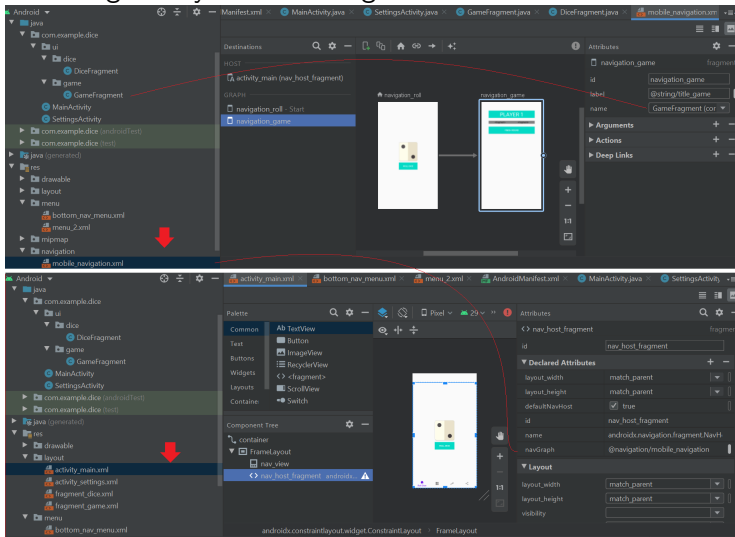 Android
Manifest.xml
MainActivity.java
SettingsActivity.java
GameFragment.java
DiceFragment.java
mobile_navigation.xm
java
com.example.dice
ui
dice
DiceFragment
game
GameFragment
MainActivity
SettingsActivity
com.example.dice (androidTest)
com.example.dice (test)
java (generated)
res
drawable
layout
menu
bottom_nav_menu.xml
menu_2.xml
mipmap
navigation
mobile_navigation.xml
Destinations
HOST
activity_main (nav_host_fragment)
GRAPH
navigation_roll - Start
navigation_game
navigation_roll
navigation_game
PLAYER 1
1:1
Attributes
navigation_game
fragment
id
navigation_game
label
@string/title_game
name
GameFragment (cor
Arguments
Actions
Deep Links
Android
activity_main.xml
bottom_nav_menu.xml
menu_2.xml
AndroidManifest.xml
MainActivity.java
SettingsActivity
java
com.example.dice
ui
dice
DiceFragment
game
GameFragment
MainActivity
SettingsActivity
com.example.dice (androidTest)
com.example.dice (test)
java (generated)
res
drawable
layout
activity_main.xml
activity_settings.xml
fragment_dice.xml
fragment_game.xml
menu
bottom_nav_menu.xml
Palette
Common
Text
Buttons
Widgets
Layouts
Containe
Ab TextView
Button
ImageView
RecyclerView
<> <fragment>
ScrollView
Switch
Component Tree
container
FrameLayout
nav_view
<> nav_host_fragment androidx...
Pixel
29
1:1
Attributes
<> nav_host_fragment
fragmen
id
nav_host_fragment
Declared Attributes
layout_width
match_parent
layout_height
match_parent
defaultNavHost
true
id
nav_host_fragment
name
androidx.navigation.fragment.NavH
navGraph
@navigation/mobile_navigation
Layout
layout_width
match_parent
layout_height
match_parent
visibility
androidx.constraintlayout.widget.ConstraintLayout
FrameLayout